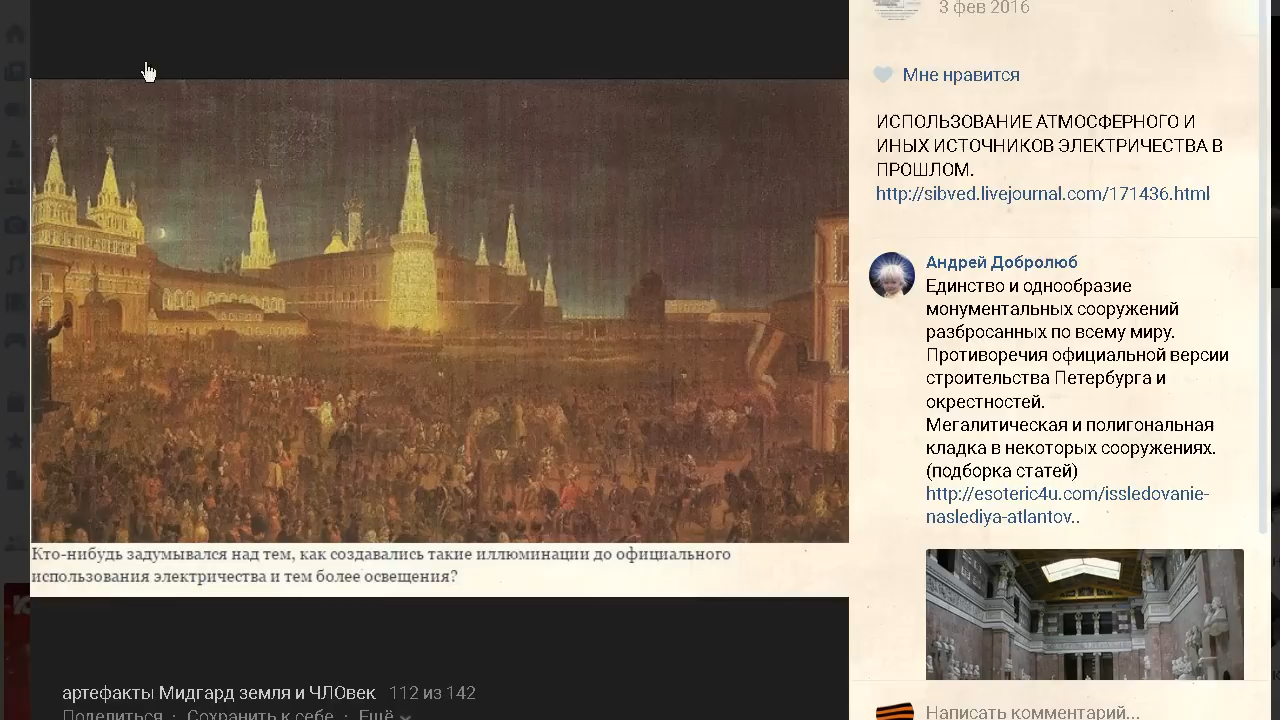 3 фев 2016
Мне нравится
ИСПОЛЬЗОВАНИЕ АТМОСФЕРНОГО И
ИНЫХ ИСТОЧНИКОВ ЭЛЕКТРИЧЕСТВА В
ПРОШЛОМ.
http://sibved.livejournal.com/171436.html
Андрей Добролюб
Единство и однообразие
монументальных сооружений
разбросанных по всему миру.
Противоречия официальной версии
строительства Петербурга и
окрестностей.
Мегалитическая и полигональная
кладка в некоторых сооружениях.
(подборка статей)
http://esoteric4u.com/issledovanie-
naslediya-atlantov..
Кто-нибудь задумывался над тем, как создавались такие иллюминации до официального
использования электричества и тем более освещения?
артефакты Мидгард земля и ЧЛОвек 112 из 142
Поделиться · Сохранить к себе · Ещё
Написать комментарий...